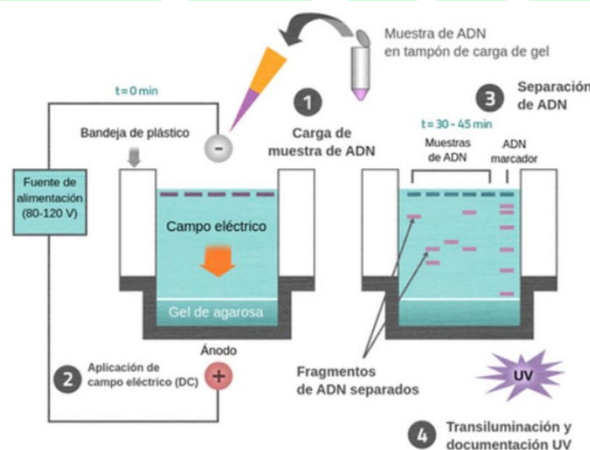 Muestra de ADN
en tampón de carga de gel
t=0 min
1
Carga de
muestra de ADN
3
Separación
de ADN
t=30 - 45 min
Bandeja de plástico
-
Muestras
de ADN
ADN
marcador
Fuente de
alimentación
(80-120 V)
Campo eléctrico
Gel de agarosa
Ánodo
+
2
Aplicación de
campo eléctrico (DC)
Fragmentos
de ADN separados
UV
4
Transiluminación y
documentación UV